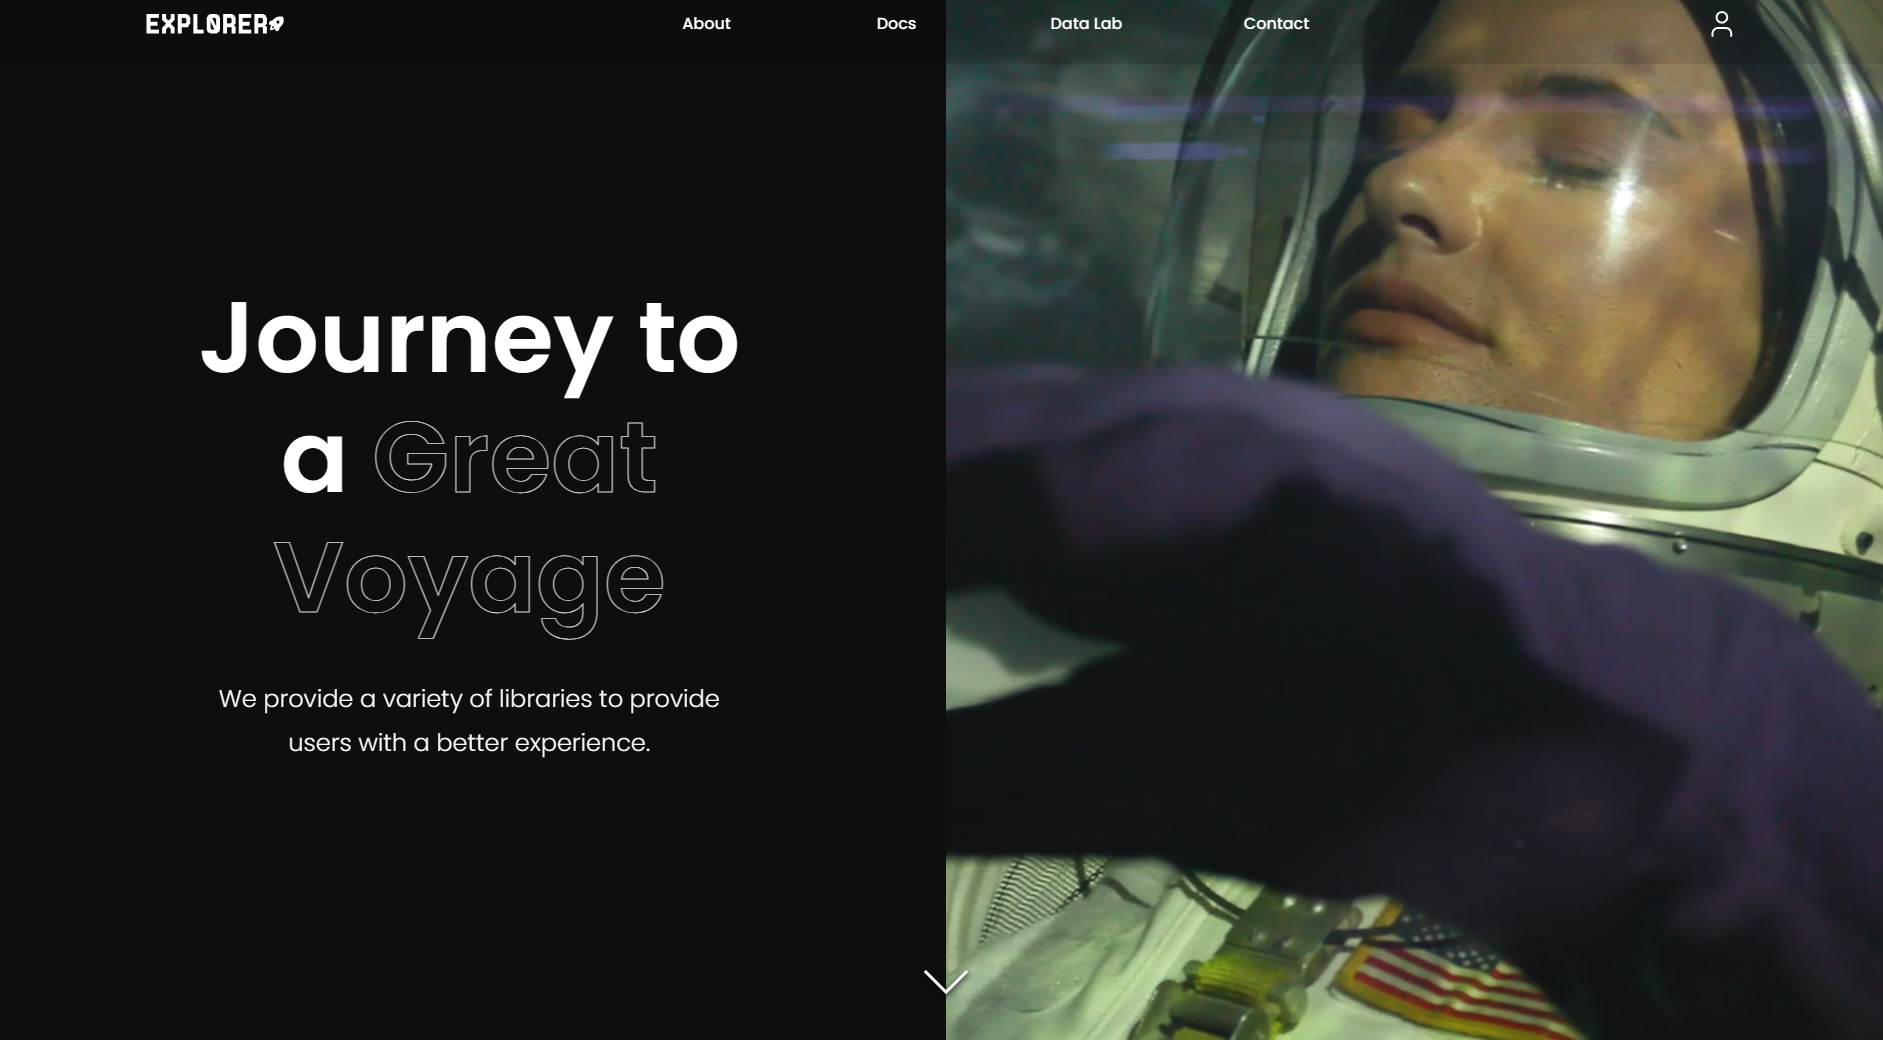 EXPLORER
About
Docs
Data Lab
Contact
Journey to
a Great
Voyage
We provide a variety of libraries to provide
users with a better experience.